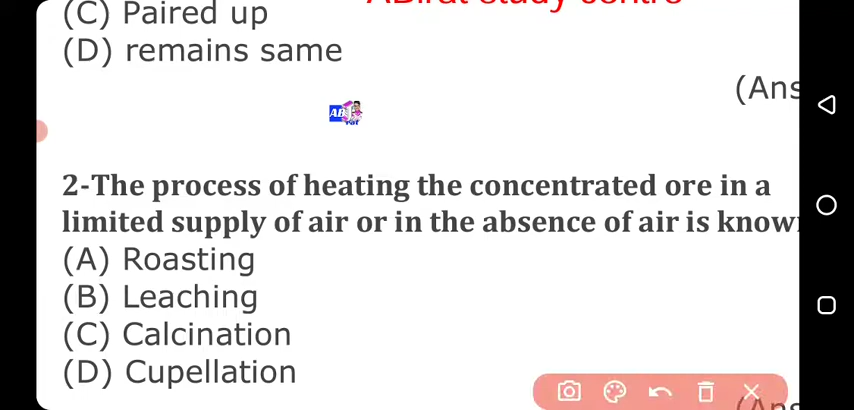 (C) Paired up
(D) remains same
(Ans
2-The process of heating the concentrated ore in a
limited supply of air or in the absence of air is know
(A) Roasting
(B) Leaching
(C) Calcination
(D) Cupellation